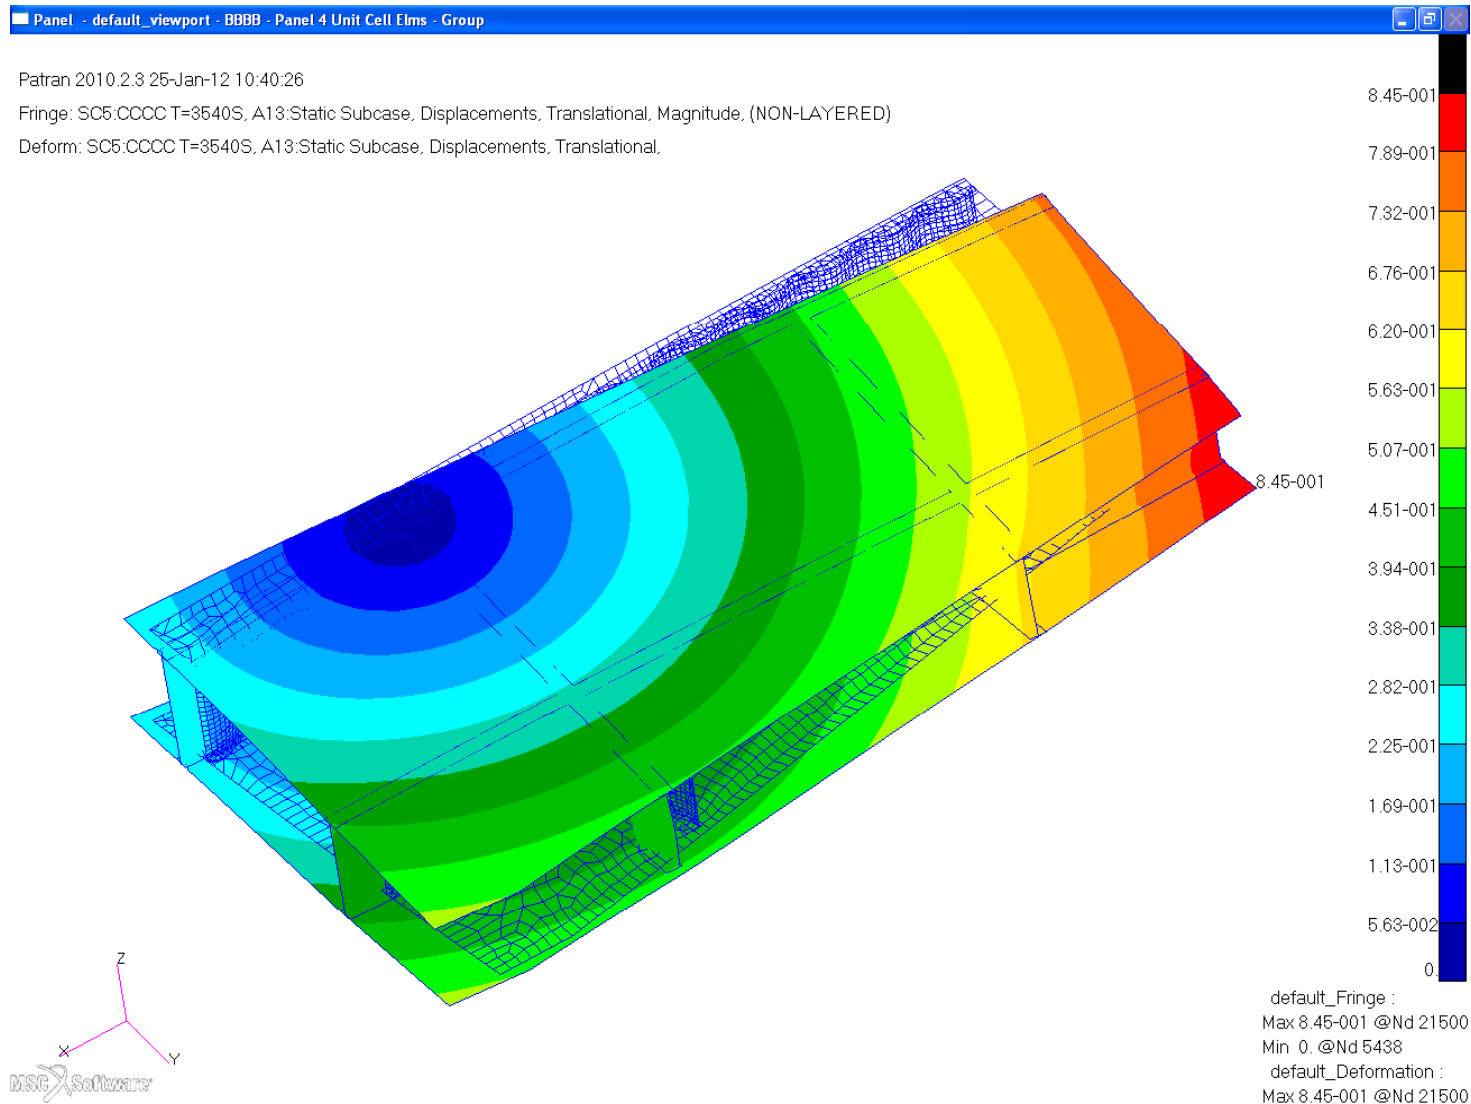 Panel - default_viewport - BBBB - Panel 4 Unit Cell Elms - Group
Patran 2010.2.3 25-Jan-12 10:40:26
Fringe: SC5:CCCC T=3540S, A13:Static Subcase, Displacements, Translational, Magnitude, (NON-LAYERED)
Deform: SC5:CCCC T=3540S, A13:Static Subcase, Displacements, Translational,
8.45-001
7.89-001
7.32-001
6.76-001
6.20-001
5.63-001
5.07-001
8.45-001
4.51-001
3.94-001
3.38-001
2.82-001
2.25-001
1.69-001
1.13-001
5.63-002
0.
Z
X
Y
MSC Software
default_Fringe :
Max 8.45-001 @Nd 21500
Min 0. @Nd 5438
default_Deformation :
Max 8.45-001 @Nd 21500